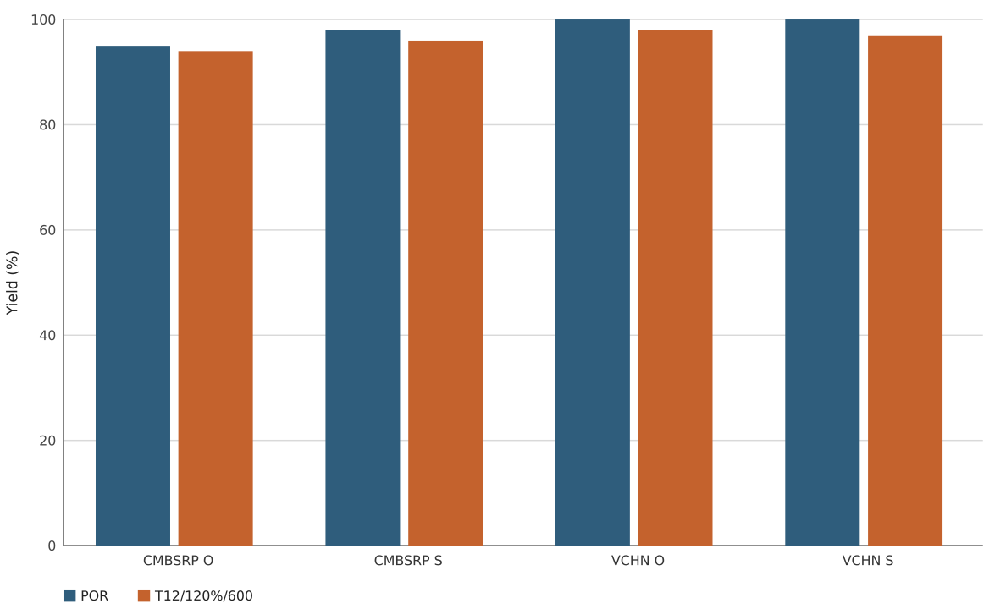 100
80
60
40
20
0
Yield (%)
CMBSRP O
CMBSRP S
VCHN O
VCHN S
POR
T12/120%/600